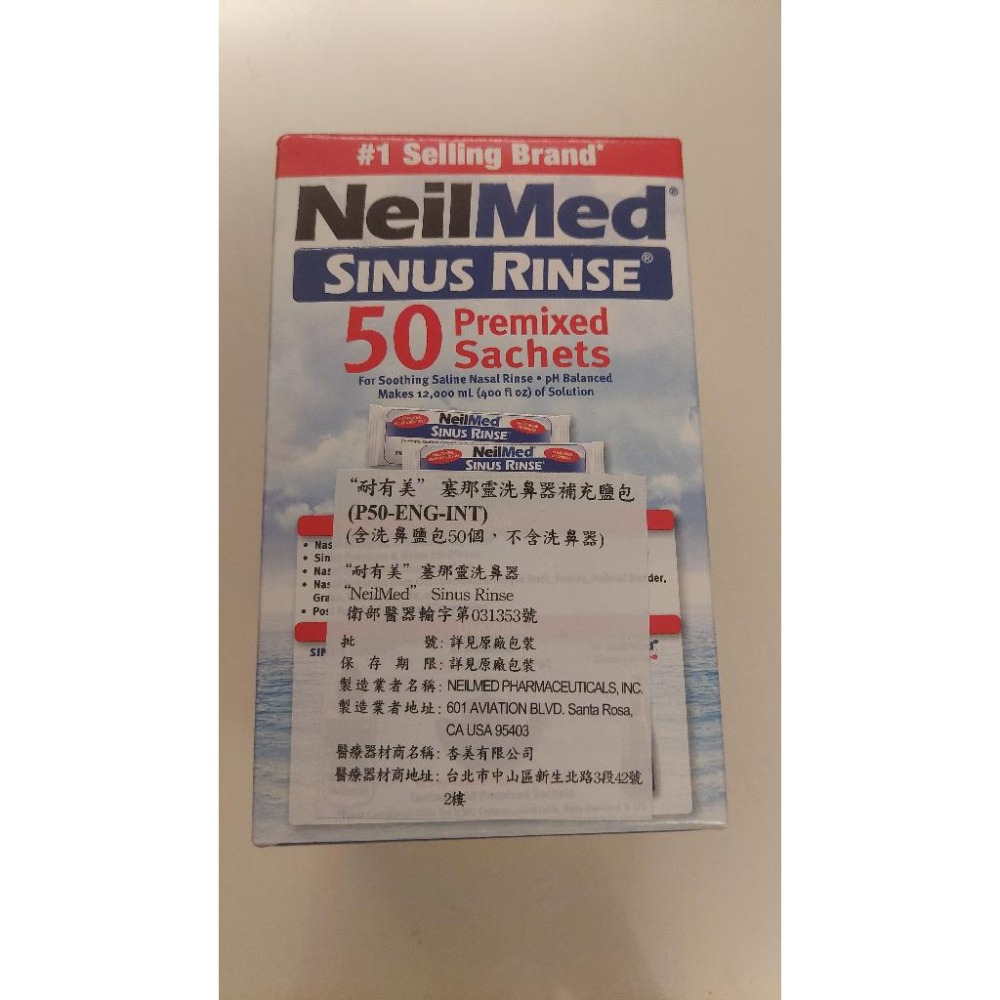 #1 Selling Brand*
NeilMed®
SINUS RINSE®
50 Premixed Sachets
For Soothing Saline Nasal Rinse • pH Balanced
Makes 12,000 mL (400 fl oz) of Solution
NeilMed
SINUS RINSE
NeilMed
SINUS RINSE
“耐有美” 塞那靈洗鼻器補充鹽包
(P50-ENG-INT)
(含洗鼻鹽包50個，不含洗鼻器)
“耐有美” 塞那靈洗鼻器
“NeilMed” Sinus Rinse
衛部醫器輸字第031353號
批 號: 詳見原廠包裝
保 存 期 限: 詳見原廠包裝
製造業者名稱: NEILMED PHARMACEUTICALS, INC.
製造業者地址: 601 AVIATION BLVD. Santa Rosa,
CA USA 95403
醫療器材商名稱: 杏美有限公司
醫療器材商地址: 台北市中山區新生北路3段42號
2樓